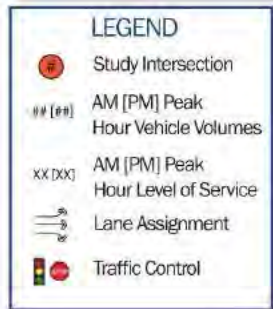 LEGEND
# Study Intersection
## [##] AM [PM] Peak
Hour Vehicle Volumes
XX [XX] AM [PM] Peak
Hour Level of Service
Lane Assignment
Traffic Control